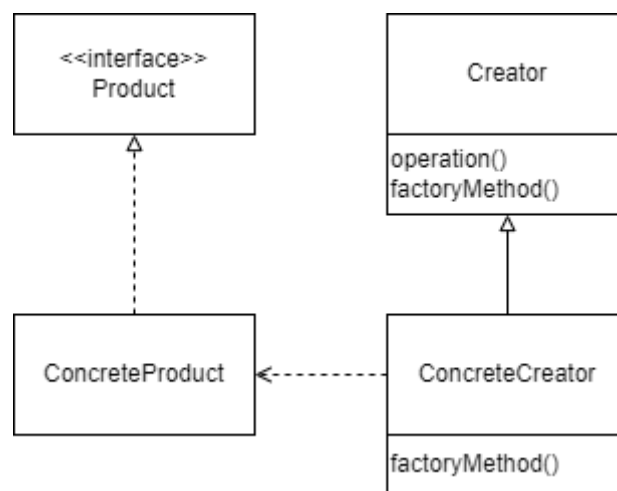 <<interface>>
Product
Creator
operation()
factoryMethod()
ConcreteProduct
ConcreteCreator
factoryMethod()